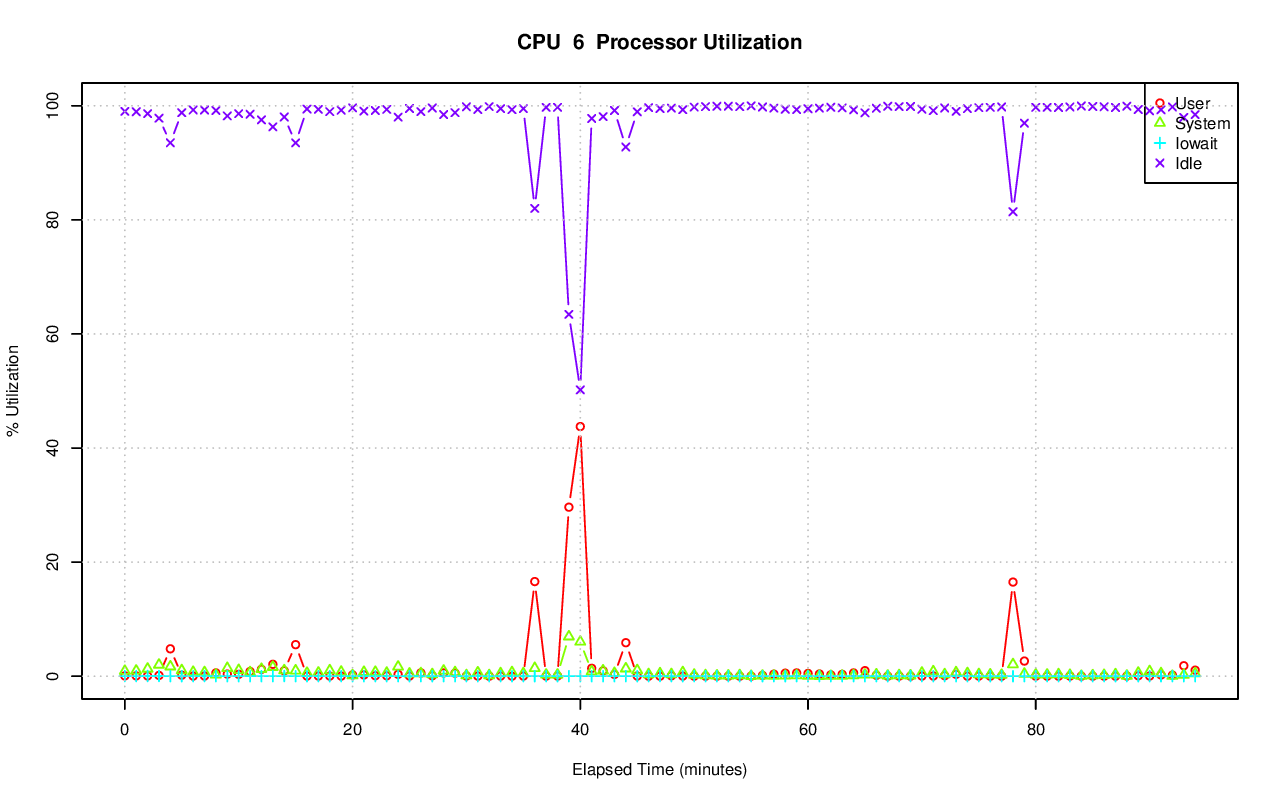 CPU 6 Processor Utilization
100
80
60
40
20
0
% Utilization
User
System
Iowait
Idle
0 20 40 60 80
Elapsed Time (minutes)